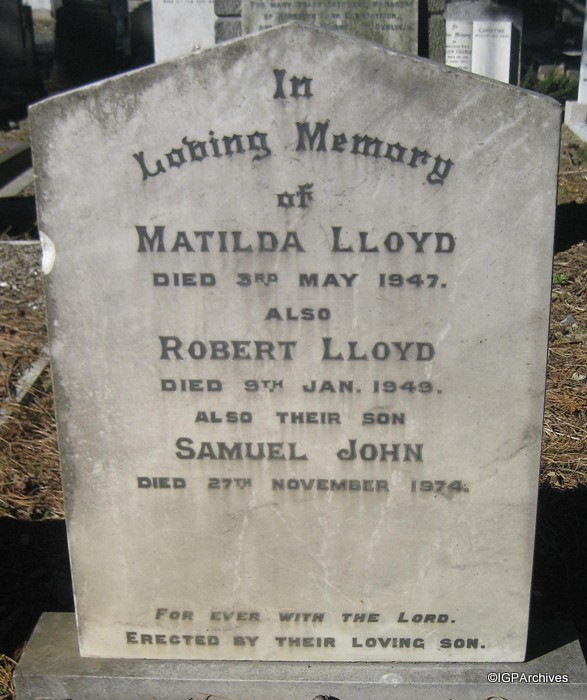 In
Loving Memory
of
MATILDA LLOYD
DIED 3RD MAY 1947.
ALSO
ROBERT LLOYD
DIED 9TH JAN. 1949.
ALSO THEIR SON
SAMUEL JOHN
DIED 27TH NOVEMBER 1974.
FOR EVER WITH THE LORD.
ERECTED BY THEIR LOVING SON.
©IGPArchives